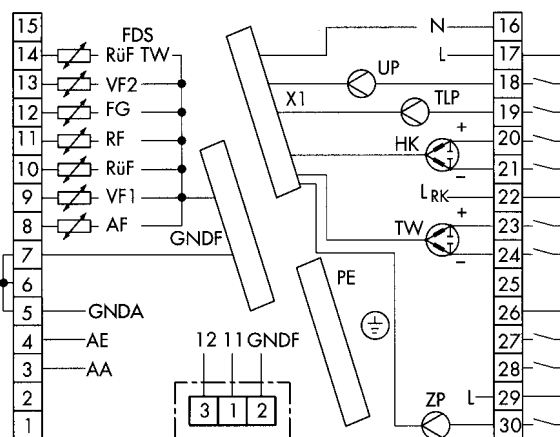 15
FDS
14 RüF TW
13 VF2
12 FG
11 RF
10 RüF
9 VF1
8 AF
7
6
5 GNDA
4 AE
3 AA
2
1
GNDF
X1
PE
12 11 GNDF
3 1 2
N 16
L 17
UP 18
TLP 19
HK + 20
− 21
LRK 22
TW + 23
− 24
25
26
27
28
L 29
ZP 30